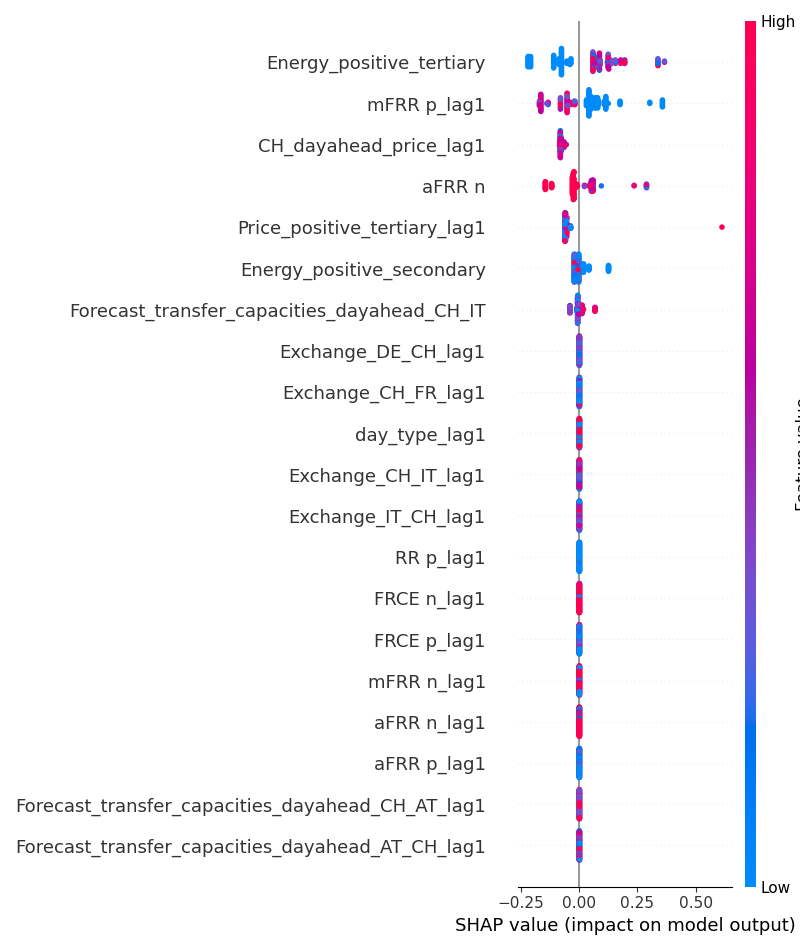 High
Energy_positive_tertiary
mFRR p_lag1
CH_dayahead_price_lag1
aFRR n
Price_positive_tertiary_lag1
Energy_positive_secondary
Forecast_transfer_capacities_dayahead_CH_IT
Exchange_DE_CH_lag1
Exchange_CH_FR_lag1
day_type_lag1
Exchange_CH_IT_lag1
Exchange_IT_CH_lag1
RR p_lag1
FRCE n_lag1
FRCE p_lag1
mFRR n_lag1
aFRR n_lag1
aFRR p_lag1
Forecast_transfer_capacities_dayahead_CH_AT_lag1
Forecast_transfer_capacities_dayahead_AT_CH_lag1
Low
−0.25 0.00 0.25 0.50
SHAP value (impact on model output)